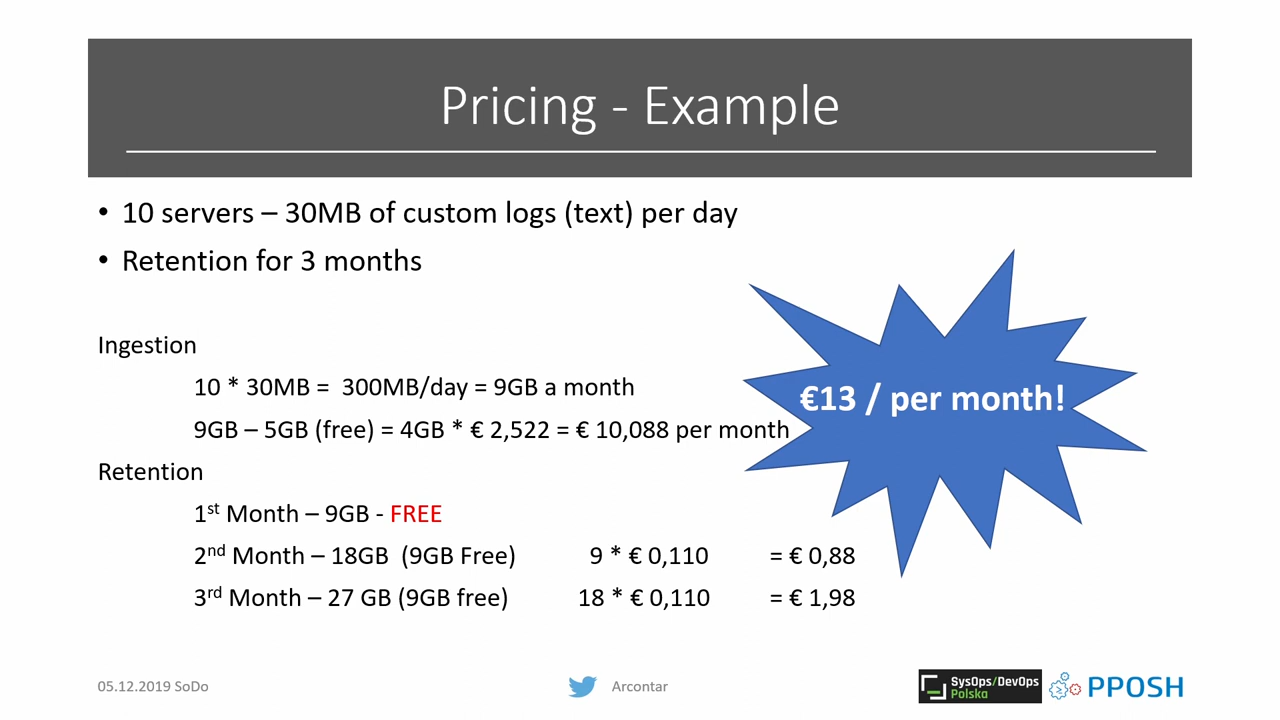 Pricing - Example
• 10 servers – 30MB of custom logs (text) per day
• Retention for 3 months
Ingestion
10 * 30MB = 300MB/day = 9GB a month
9GB – 5GB (free) = 4GB * € 2,522 = € 10,088 per month
€13 / per month!
Retention
1st Month – 9GB - FREE
2nd Month – 18GB (9GB Free) 9 * € 0,110 = € 0,88
3rd Month – 27 GB (9GB free) 18 * € 0,110 = € 1,98
05.12.2019 SoDo
Arcontar
SysOps/DevOps
Polska
PPOSH